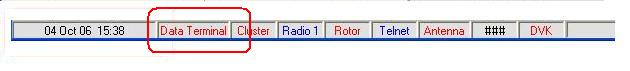 04 Oct 06 15:38 Data Terminal Cluster Radio 1 Rotor Telnet Antenna ### DVK